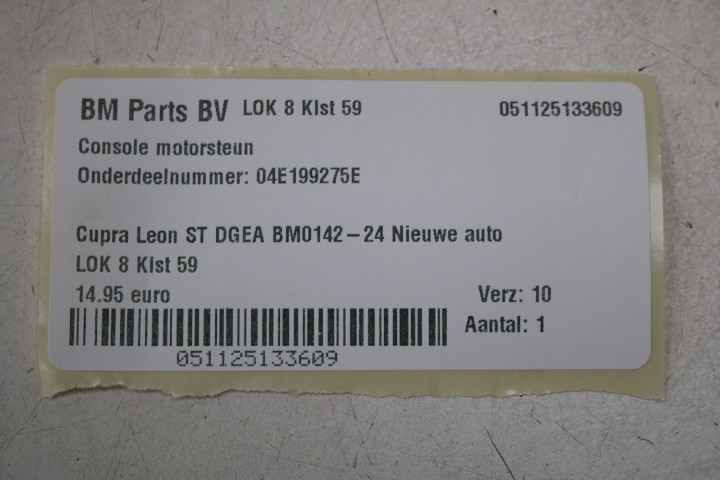 BM Parts BV LOK 8 Klst 59 051125133609
Console motorsteun
Onderdeelnummer: 04E199275E
Cupra Leon ST DGEA BM0142-24 Nieuwe auto
LOK 8 Klst 59
14.95 euro Verz: 10
Aantal: 1
051125133609